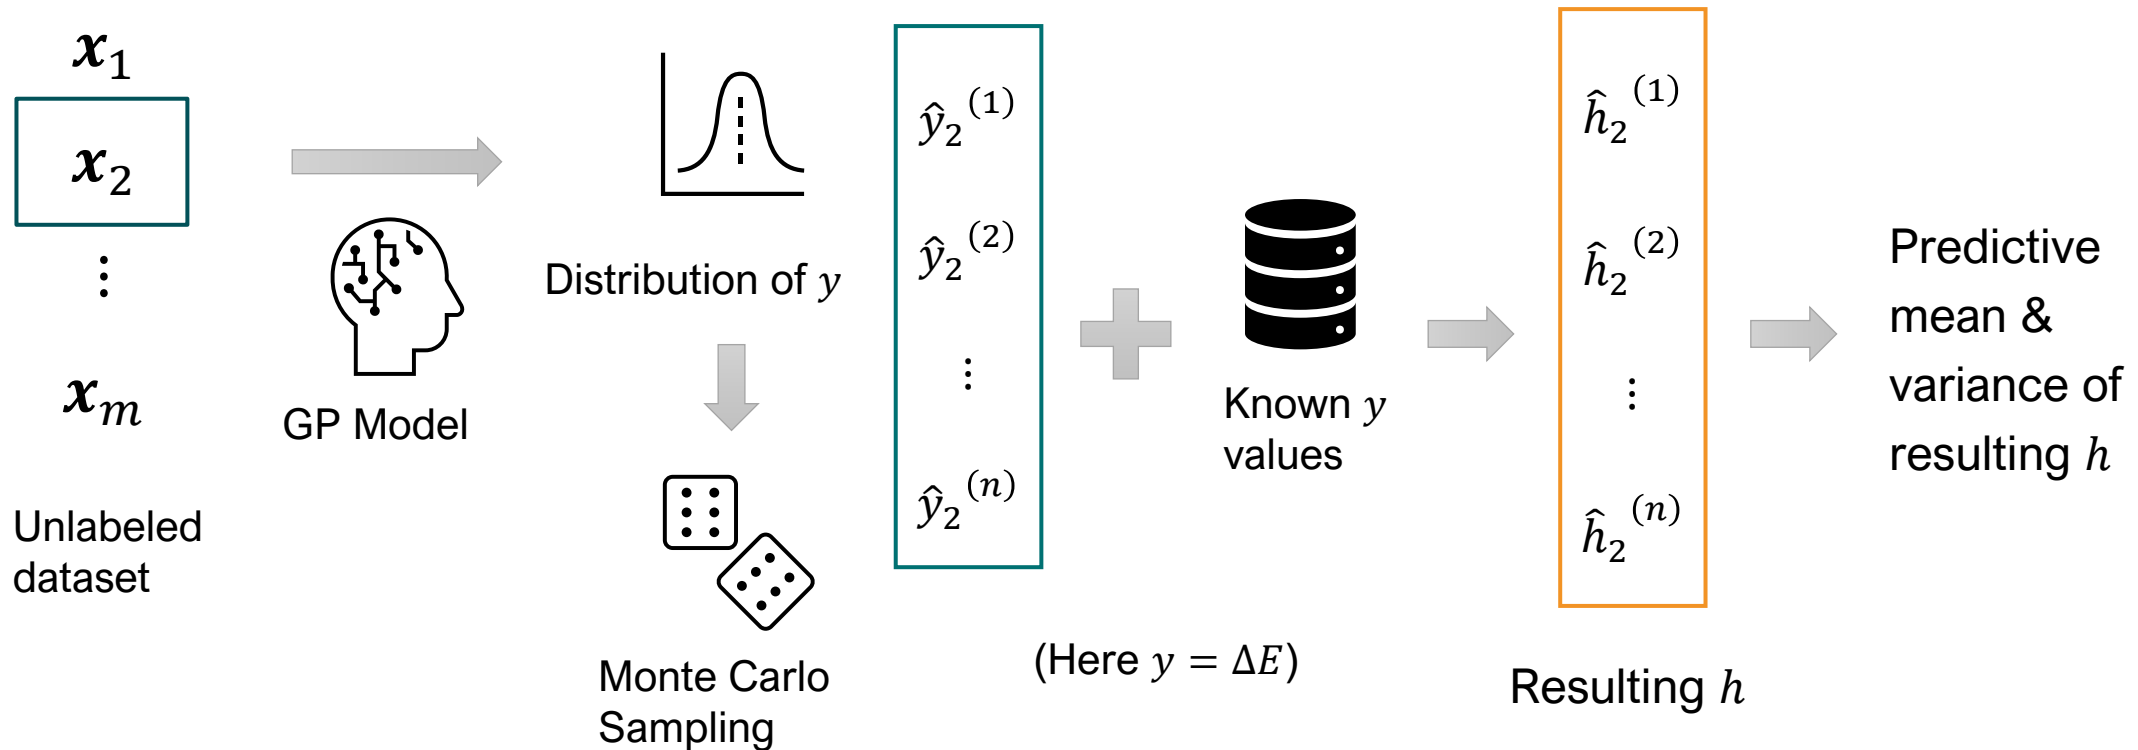 𝒙₁
𝒙₂
⋮
𝒙ₘ
Unlabeled
dataset
GP Model
Distribution of 𝑦
Monte Carlo
Sampling
ŷ₂⁽¹⁾
ŷ₂⁽²⁾
⋮
ŷ₂⁽ⁿ⁾
Known 𝑦
values
(Here 𝑦 = Δ𝐸)
ĥ₂⁽¹⁾
ĥ₂⁽²⁾
⋮
ĥ₂⁽ⁿ⁾
Resulting ℎ
Predictive
mean &
variance of
resulting ℎ